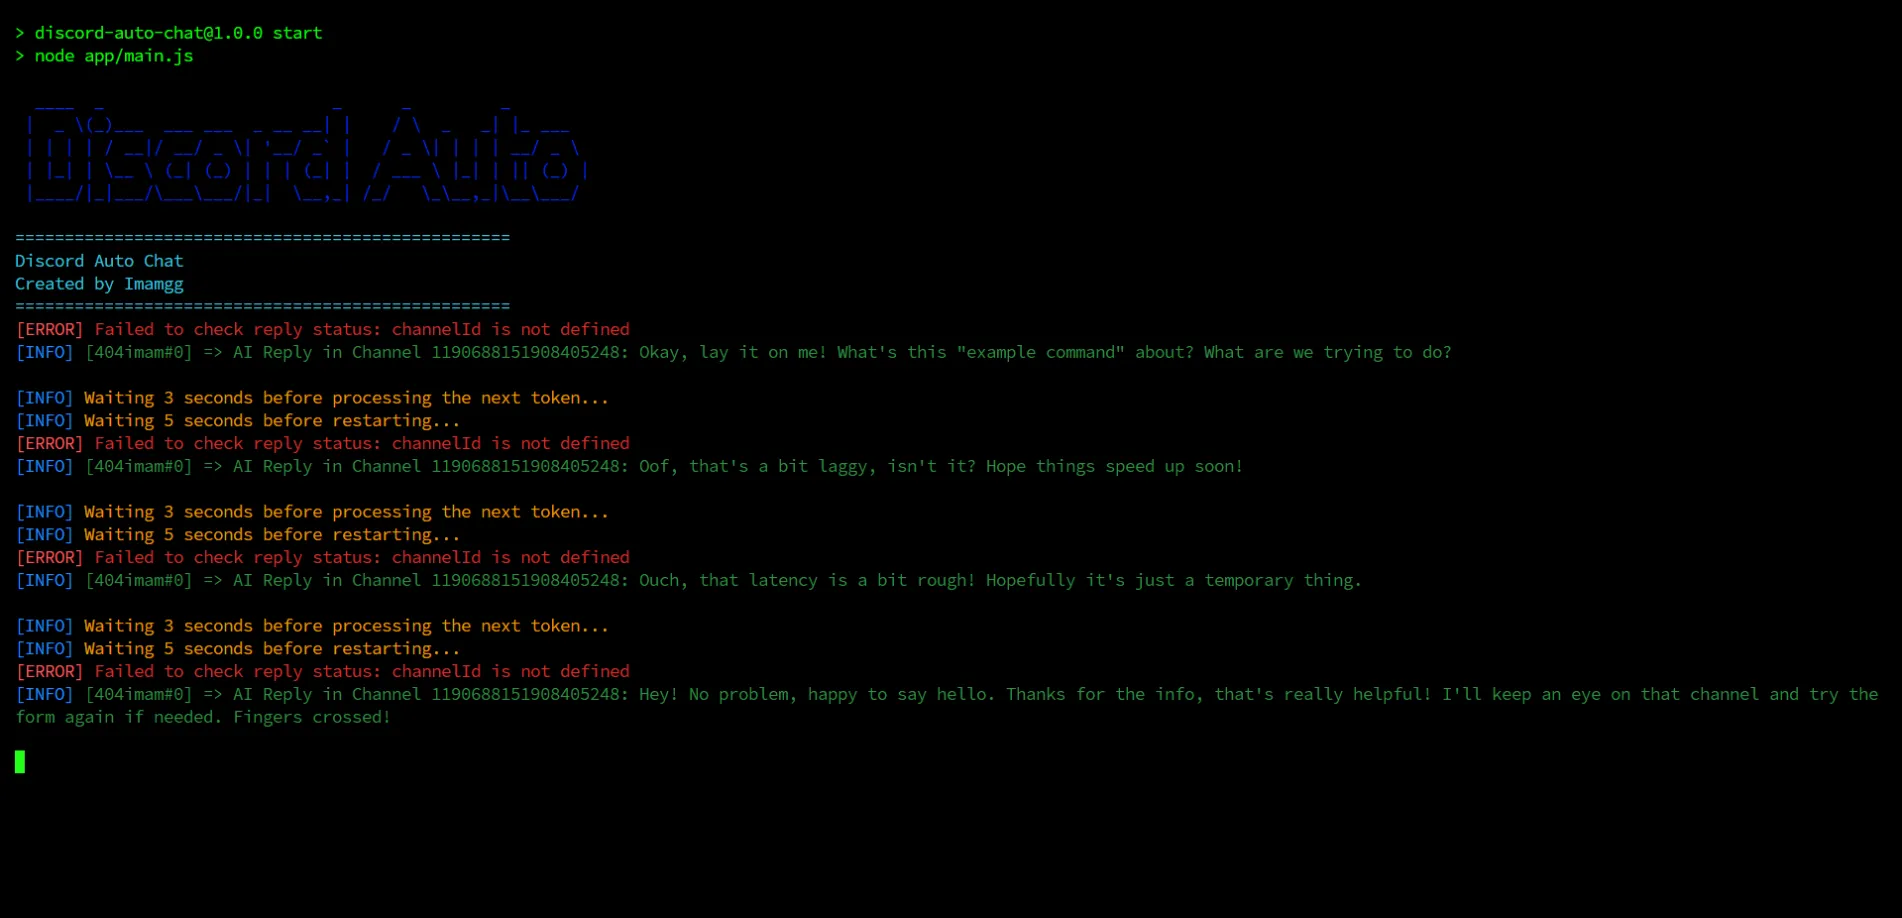 > discord-auto-chat@1.0.0 start
> node app/main.js
Discord Auto
==================================================
Discord Auto Chat
Created by Imamgg
==================================================
[ERROR] Failed to check reply status: channelId is not defined
[INFO] [404imam#0] => AI Reply in Channel 1190688151908405248: Okay, lay it on me! What's this "example command" about? What are we trying to do?
[INFO] Waiting 3 seconds before processing the next token...
[INFO] Waiting 5 seconds before restarting...
[ERROR] Failed to check reply status: channelId is not defined
[INFO] [404imam#0] => AI Reply in Channel 1190688151908405248: Oof, that's a bit laggy, isn't it? Hope things speed up soon!
[INFO] Waiting 3 seconds before processing the next token...
[INFO] Waiting 5 seconds before restarting...
[ERROR] Failed to check reply status: channelId is not defined
[INFO] [404imam#0] => AI Reply in Channel 1190688151908405248: Ouch, that latency is a bit rough! Hopefully it's just a temporary thing.
[INFO] Waiting 3 seconds before processing the next token...
[INFO] Waiting 5 seconds before restarting...
[ERROR] Failed to check reply status: channelId is not defined
[INFO] [404imam#0] => AI Reply in Channel 1190688151908405248: Hey! No problem, happy to say hello. Thanks for the info, that's really helpful! I'll keep an eye on that channel and try the
form again if needed. Fingers crossed!